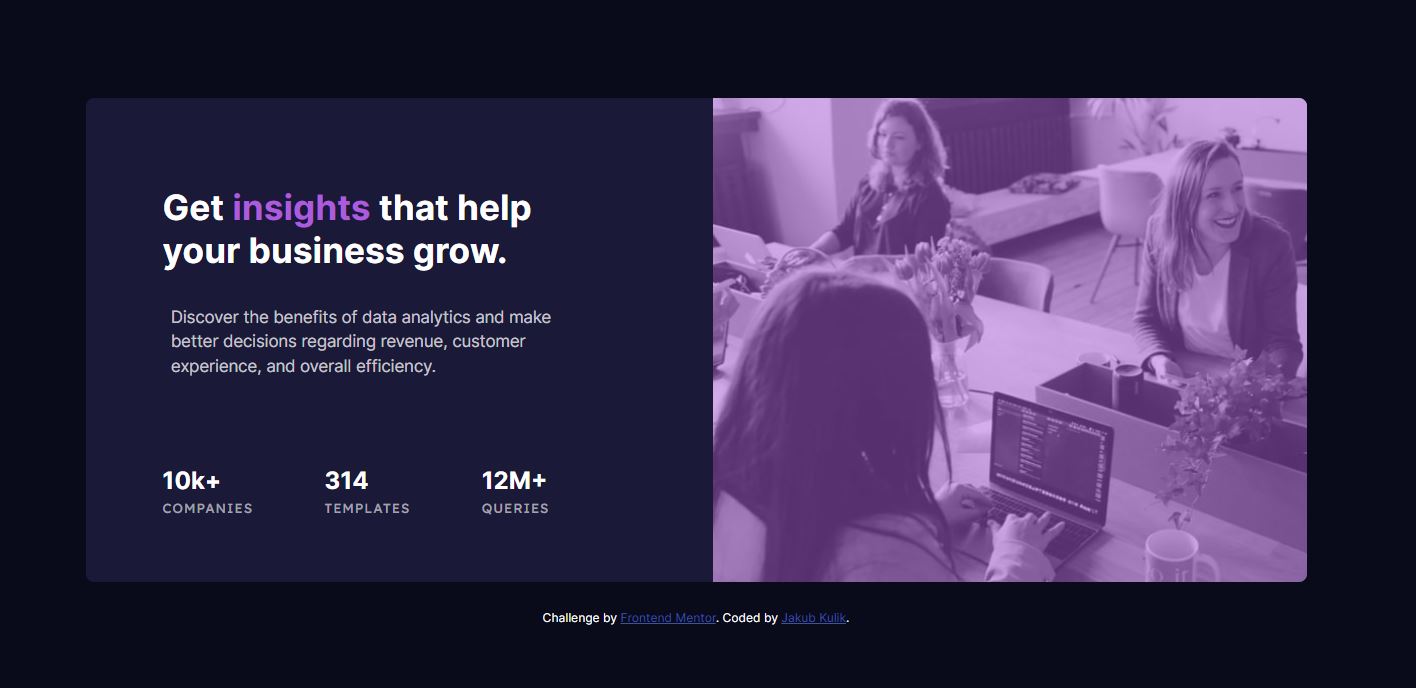 Get insights that help
your business grow.
Discover the benefits of data analytics and make
better decisions regarding revenue, customer
experience, and overall efficiency.
10k+ 314 12M+
COMPANIES TEMPLATES QUERIES
Challenge by Frontend Mentor. Coded by Jakub Kulik.